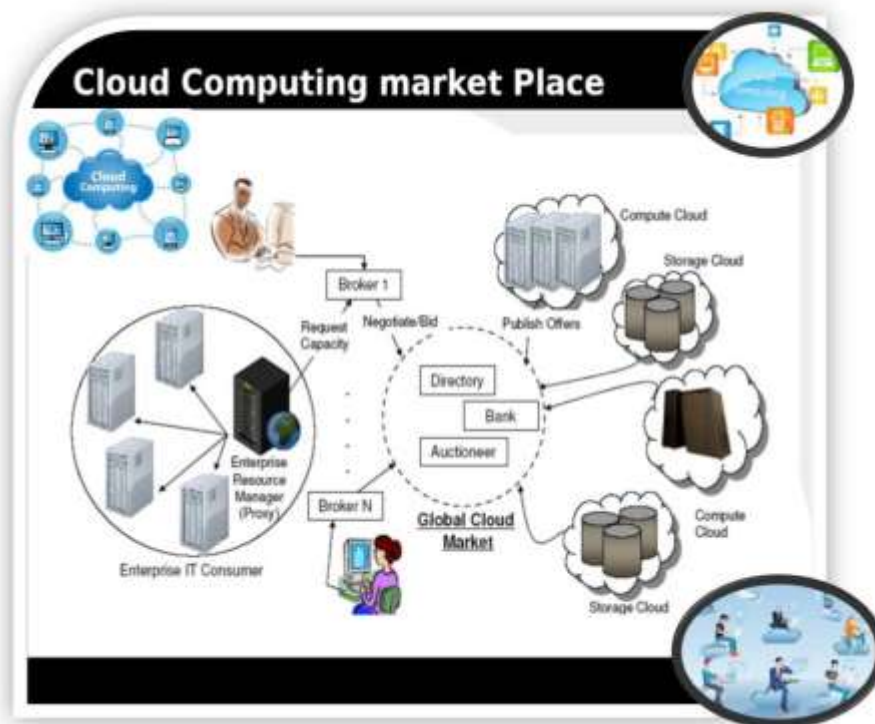 Cloud Computing market Place
Cloud
Computing
Compute Cloud
Storage Cloud
Broker 1
Request
Capacity
Negotiate/Bid
Publish Offers
Directory
Bank
Auctioneer
Enterprise
Resource
Manager
(Proxy)
Broker N
Global Cloud
Market
Enterprise IT Consumer
Compute
Cloud
Storage Cloud